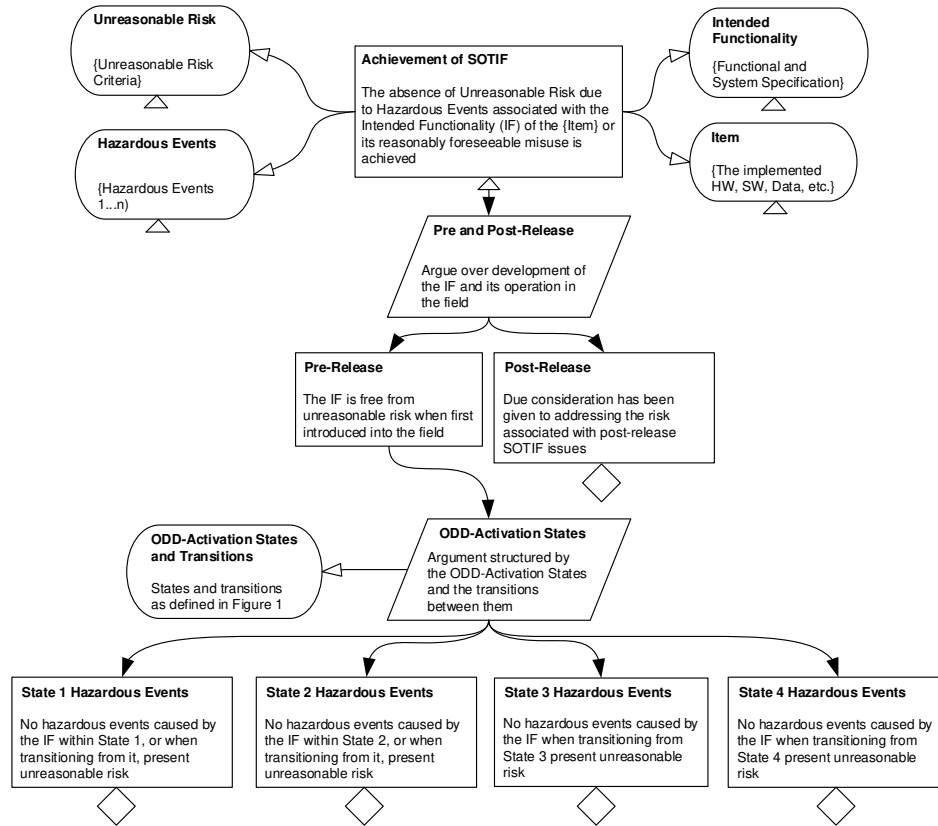 Unreasonable Risk
{Unreasonable Risk
Criteria}
Hazardous Events
{Hazardous Events
1...n)
Achievement of SOTIF
The absence of Unreasonable Risk due
to Hazardous Events associated with the
Intended Functionality (IF) of the {Item} or
its reasonably foreseeable misuse is
achieved
Intended
Functionality
{Functional and
System Specification}
Item
{The implemented
HW, SW, Data, etc.}
Pre and Post-Release
Argue over development of
the IF and its operation in
the field
Pre-Release
The IF is free from
unreasonable risk when first
introduced into the field
Post-Release
Due consideration has been
given to addressing the risk
associated with post-release
SOTIF issues
ODD-Activation States
and Transitions
States and transitions
as defined in Figure 1
ODD-Activation States
Argument structured by
the ODD-Activation States
and the transitions
between them
State 1 Hazardous Events
No hazardous events caused by
the IF within State 1, or when
transitioning from it, present
unreasonable risk
State 2 Hazardous Events
No hazardous events caused by
the IF within State 2, or when
transitioning from it, present
unreasonable risk
State 3 Hazardous Events
No hazardous events caused by
the IF when transitioning from
State 3 present unreasonable
risk
State 4 Hazardous Events
No hazardous events caused by
the IF when transitioning from
State 4 present unreasonable
risk